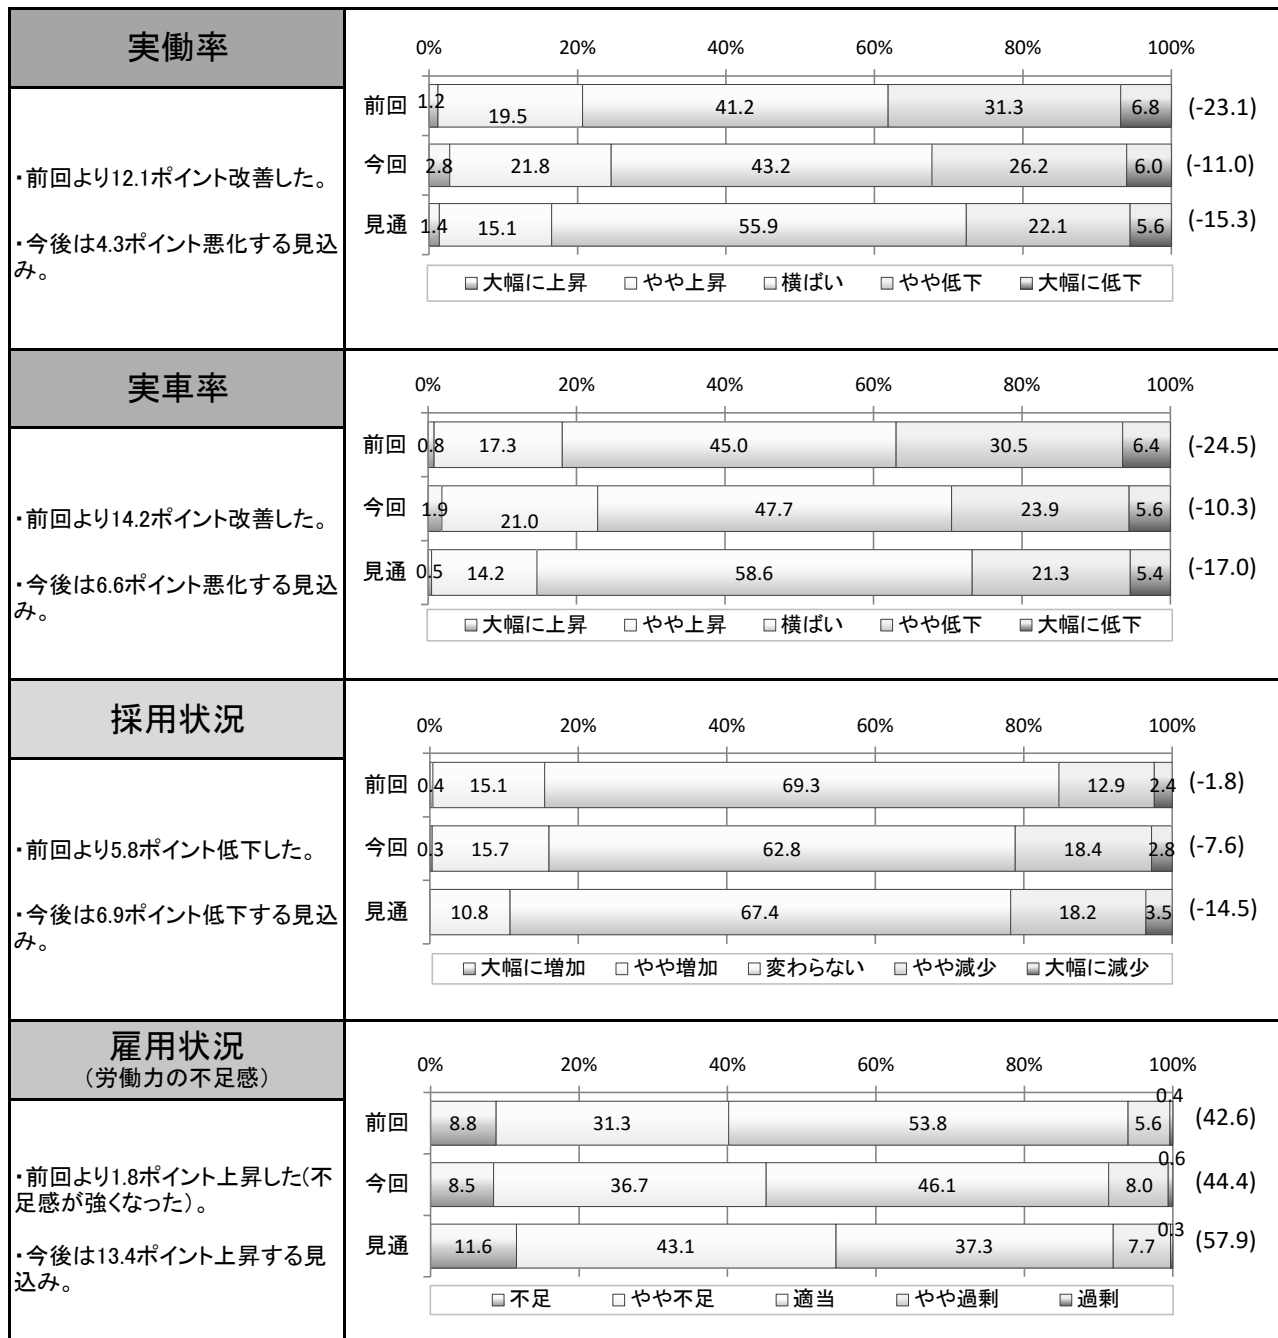 実働率
・前回より12.1ポイント改善した。
・今後は4.3ポイント悪化する見込
み。
0% 20% 40% 60% 80% 100%
前回 1.2 19.5 41.2 31.3 6.8 (-23.1)
今回 2.8 21.8 43.2 26.2 6.0 (-11.0)
見通 1.4 15.1 55.9 22.1 5.6 (-15.3)
大幅に上昇 やや上昇 横ばい やや低下 大幅に低下
実車率
・前回より14.2ポイント改善した。
・今後は6.6ポイント悪化する見込
み。
0% 20% 40% 60% 80% 100%
前回 0.8 17.3 45.0 30.5 6.4 (-24.5)
今回 1.9 21.0 47.7 23.9 5.6 (-10.3)
見通 0.5 14.2 58.6 21.3 5.4 (-17.0)
大幅に上昇 やや上昇 横ばい やや低下 大幅に低下
採用状況
・前回より5.8ポイント低下した。
・今後は6.9ポイント低下する見込
み。
0% 20% 40% 60% 80% 100%
前回 0.4 15.1 69.3 12.9 2.4 (-1.8)
今回 0.3 15.7 62.8 18.4 2.8 (-7.6)
見通 10.8 67.4 18.2 3.5 (-14.5)
大幅に増加 やや増加 変わらない やや減少 大幅に減少
雇用状況
（労働力の不足感）
・前回より1.8ポイント上昇した(不
足感が強くなった)。
・今後は13.4ポイント上昇する見
込み。
0% 20% 40% 60% 80% 100%
前回 8.8 31.3 53.8 5.6 0.4 (42.6)
今回 8.5 36.7 46.1 8.0 0.6 (44.4)
見通 11.6 43.1 37.3 7.7 0.3 (57.9)
不足 やや不足 適当 やや過剰 過剰